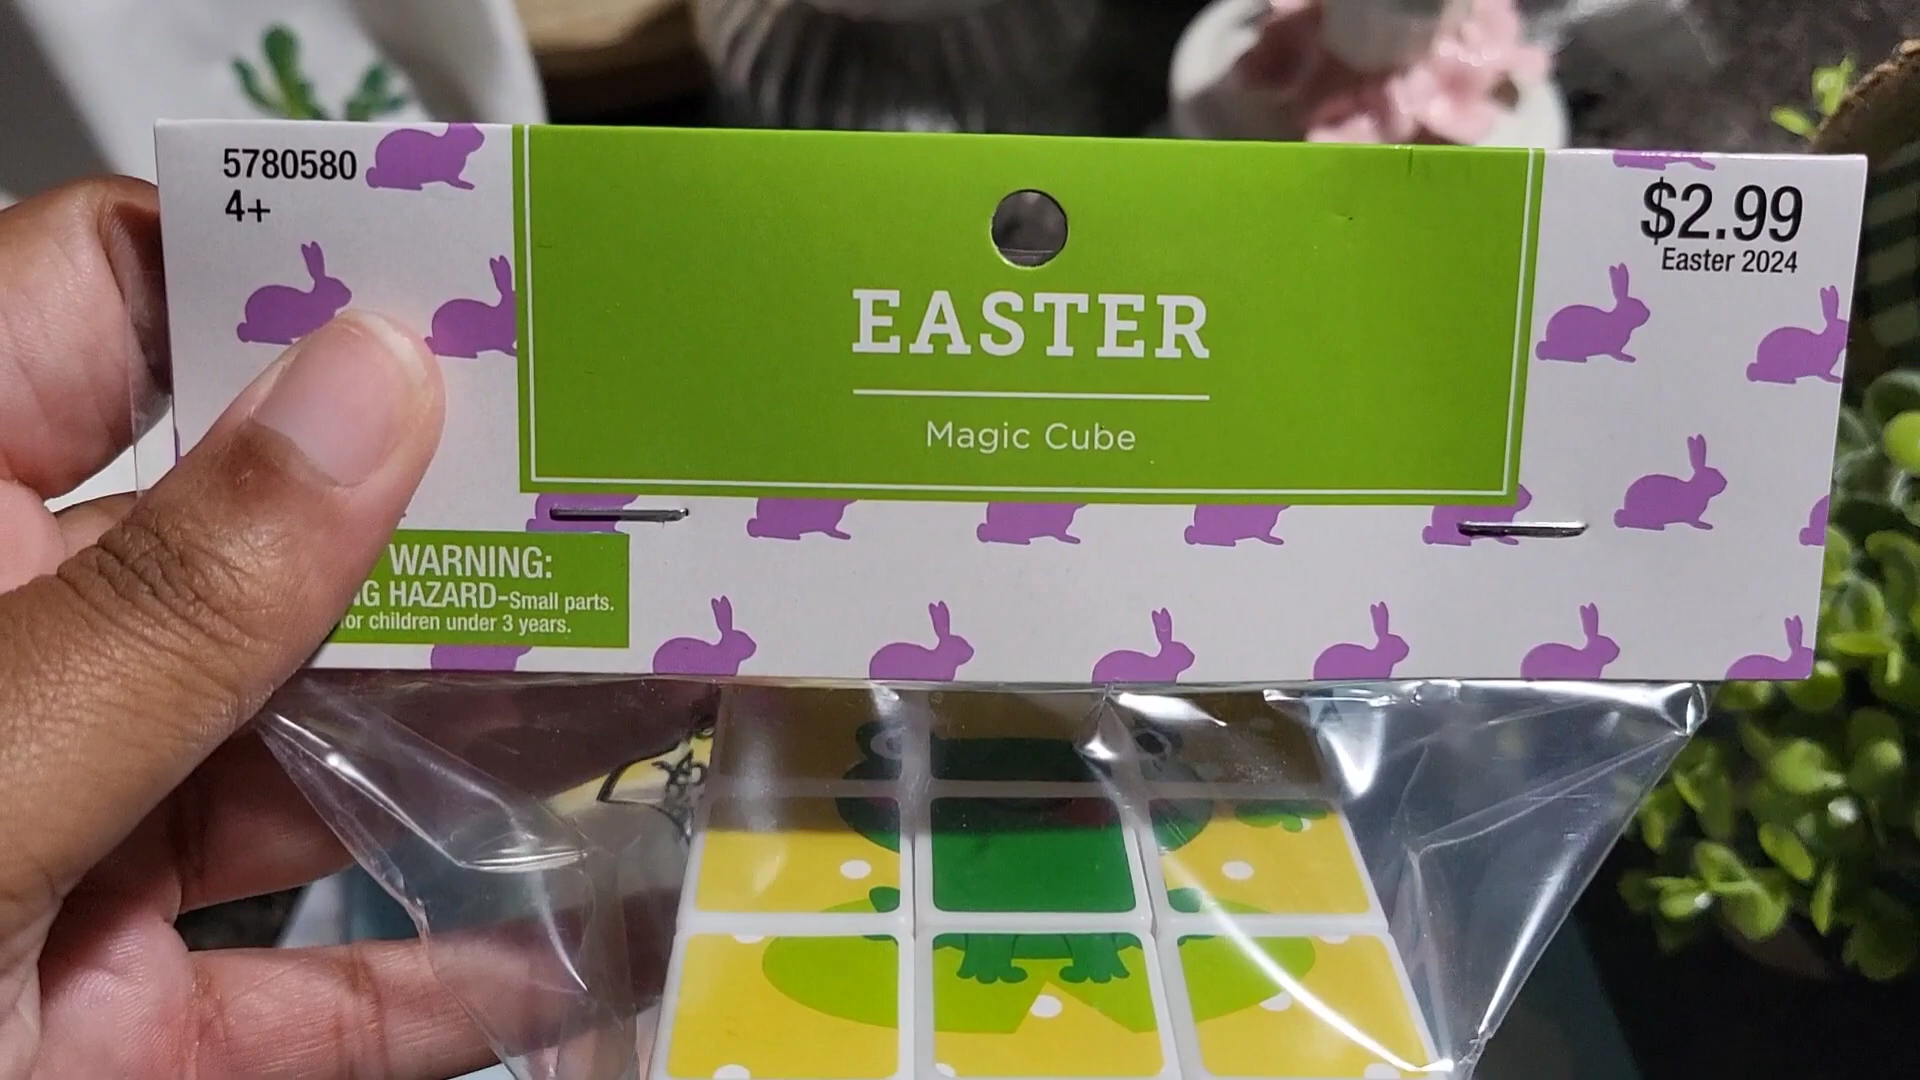 5780580
4+
EASTER
Magic Cube
$2.99
Easter 2024
WARNING:
HAZARD-Small parts.
children under 3 years.